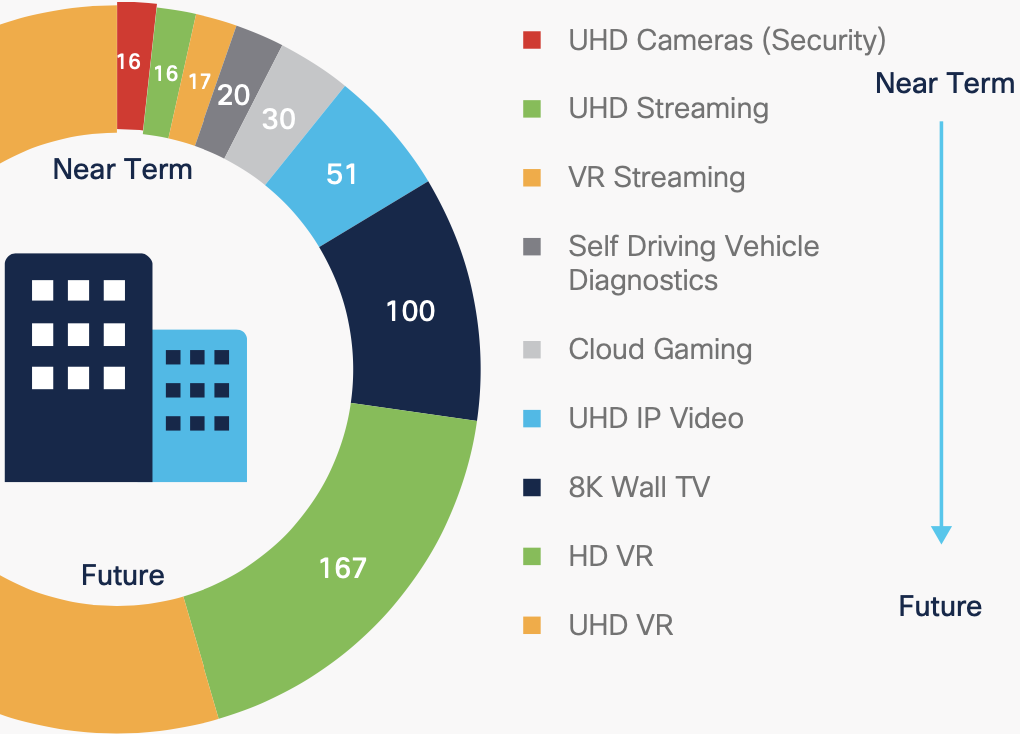 16
16
17
20
30
51
100
167
Near Term
Future
UHD Cameras (Security)
UHD Streaming
VR Streaming
Self Driving Vehicle
Diagnostics
Cloud Gaming
UHD IP Video
8K Wall TV
HD VR
UHD VR
Near Term
Future